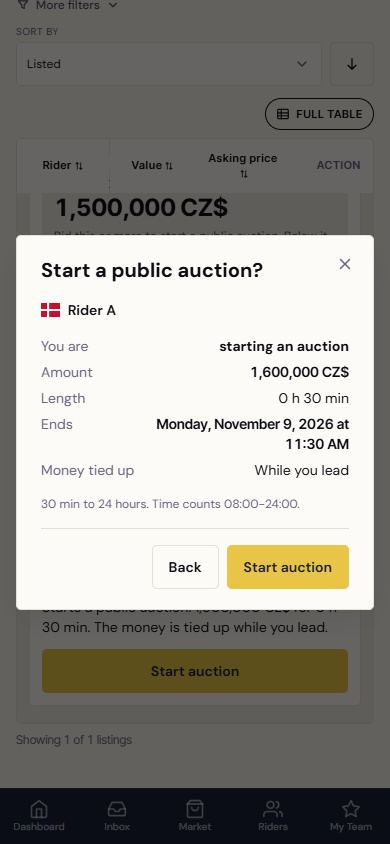 More filters
SORT BY
Listed
FULL TABLE
Rider ⇅
Value ⇅
Asking price
⇅
ACTION
1,500,000 CZ$
Start a public auction?
Rider A
You are starting an auction
Amount 1,600,000 CZ$
Length 0 h 30 min
Ends Monday, November 9, 2026 at
11:30 AM
Money tied up While you lead
30 min to 24 hours. Time counts 08:00–24:00.
Back
Start auction
30 min. The money is tied up while you lead.
Start auction
Showing 1 of 1 listings
Dashboard
Inbox
Market
Riders
My Team